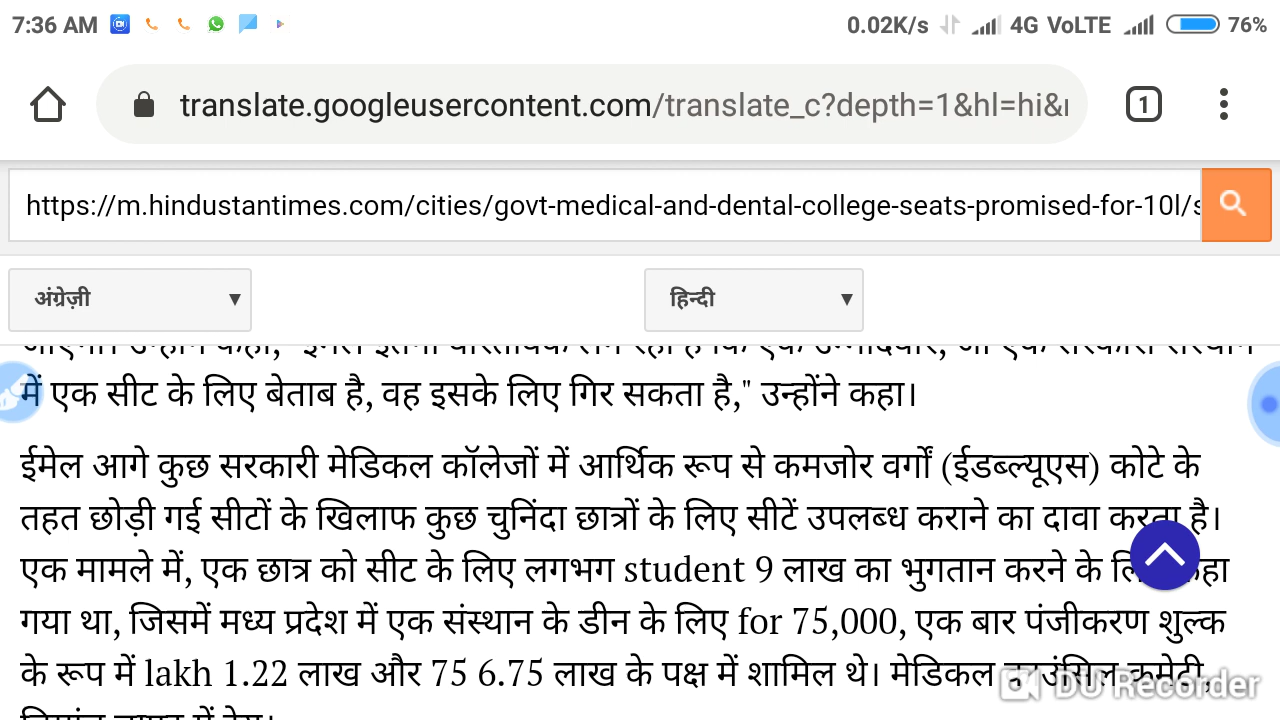 7:36 AM 0.02K/s 4G VoLTE 76%
translate.googleusercontent.com/translate_c?depth=1&hl=hi&
1
https://m.hindustantimes.com/cities/govt-medical-and-dental-college-seats-promised-for-10l/s
अंग्रेज़ी ▼ हिन्दी ▼
में एक सीट के लिए बेताब है, वह इसके लिए गिर सकता है," उन्होंने कहा।
ईमेल आगे कुछ सरकारी मेडिकल कॉलेजों में आर्थिक रूप से कमजोर वर्गों (ईडब्ल्यूएस) कोटे के
तहत छोड़ी गई सीटों के खिलाफ कुछ चुनिंदा छात्रों के लिए सीटें उपलब्ध कराने का दावा करता है।
एक मामले में, एक छात्र को सीट के लिए लगभग student 9 लाख का भुगतान करने के
गया था, जिसमें मध्य प्रदेश में एक संस्थान के डीन के लिए for 75,000, एक बार पंजीकरण शुल्क
के रूप में lakh 1.22 लाख और 75 6.75 लाख के पक्ष में शामिल थे। मेडिकल काउंसिल कमेटी,
DU Recorder